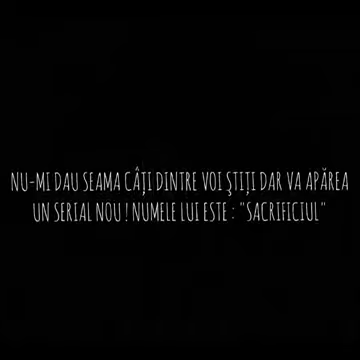 NU-MI DAU SEAMA CÂȚI DINTRE VOI ȘTIȚI DAR VA APĂREA
UN SERIAL NOU ! NUMELE LUI ESTE : "SACRIFICIUL"